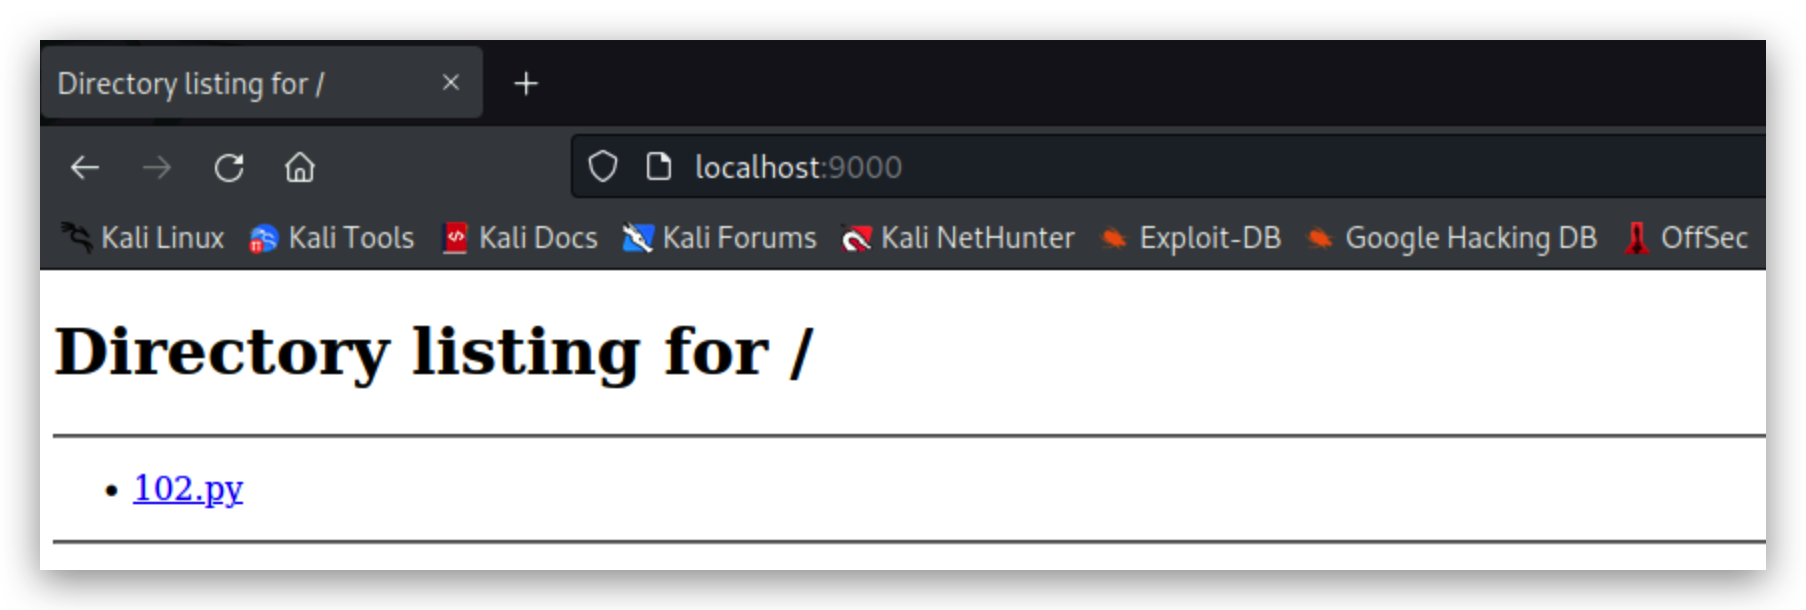 Directory listing for /
localhost:9000
Kali Linux Kali Tools Kali Docs Kali Forums Kali NetHunter Exploit-DB Google Hacking DB OffSec
Directory listing for /
102.py